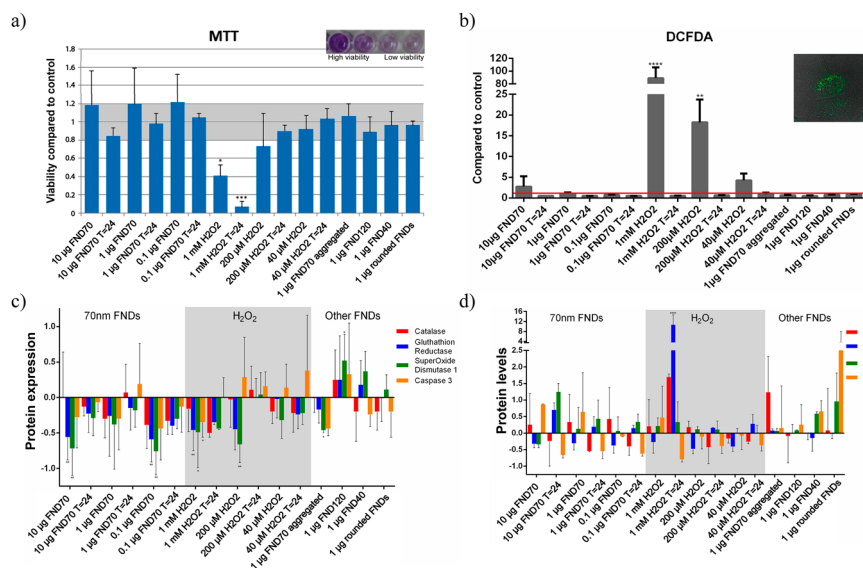 a)
MTT
High viability
Low viability
Viability compared to control
1.8
1.6
1.4
1.2
1
0.8
0.6
0.4
0.2
0
*
***
10 µg FND70
10 µg FND70 T=24
1 µg FND70
1 µg FND70 T=24
0.1 µg FND70
0.1 µg FND70 T=24
1 mM H2O2
1 mM H2O2 T=24
200 µM H2O2
200 µM H2O2 T=24
40 µM H2O2
40 µM H2O2 T=24
1 µg FND70 aggregated
1 µg FND120
1 µg FND40
1 µg rounded FNDs
b)
DCFDA
Compared to control
120
100
80
25
20
15
10
5
0
****
**
10µg FND70
10µg FND70 T=24
1µg FND70
1µg FND70 T=24
0.1µg FND70
0.1µg FND70 T=24
1mM H2O2
1mM H2O2 T=24
200µM H2O2
200µM H2O2 T=24
40µM H2O2
40µM H2O2 T=24
1µg FND70 aggregated
1µg FND120
1µg FND40
1µg rounded FNDs
c)
70nm FNDs
H₂O₂
Other FNDs
Catalase
Gluthathion
Reductase
SuperOxide
Dismutase 1
Caspase 3
Protein expression
1.0
0.5
0.0
-0.5
-1.0
10 µg FND70
10 µg FND70 T=24
1 µg FND70
1 µg FND70 T=24
0.1 µg FND70
0.1 µg FND70 T=24
1 mM H2O2
1 mM H2O2 T=24
200 µM H2O2
200 µM H2O2 T=24
40 µM H2O2
40 µM H2O2 T=24
1 µg FND70 aggregated
1 µg FND120
1 µg FND40
1 µg rounded FNDs
d)
70nm FNDs
H₂O₂
Other FNDs
Protein levels
16
12
8
4
2.5
2.0
1.5
1.0
0.5
0.0
-0.5
-1.0
10 µg FND70
10 µg FND70 T=24
1 µg FND70
1 µg FND70 T=24
0.1 µg FND70
0.1 µg FND70 T=24
1 mM H2O2
1 mM H2O2 T=24
200 µM H2O2
200 µM H2O2 T=24
40 µM H2O2
40 µM H2O2 T=24
1 µg FND70 aggregated
1 µg FND120
1 µg FND40
1 µg rounded FNDs